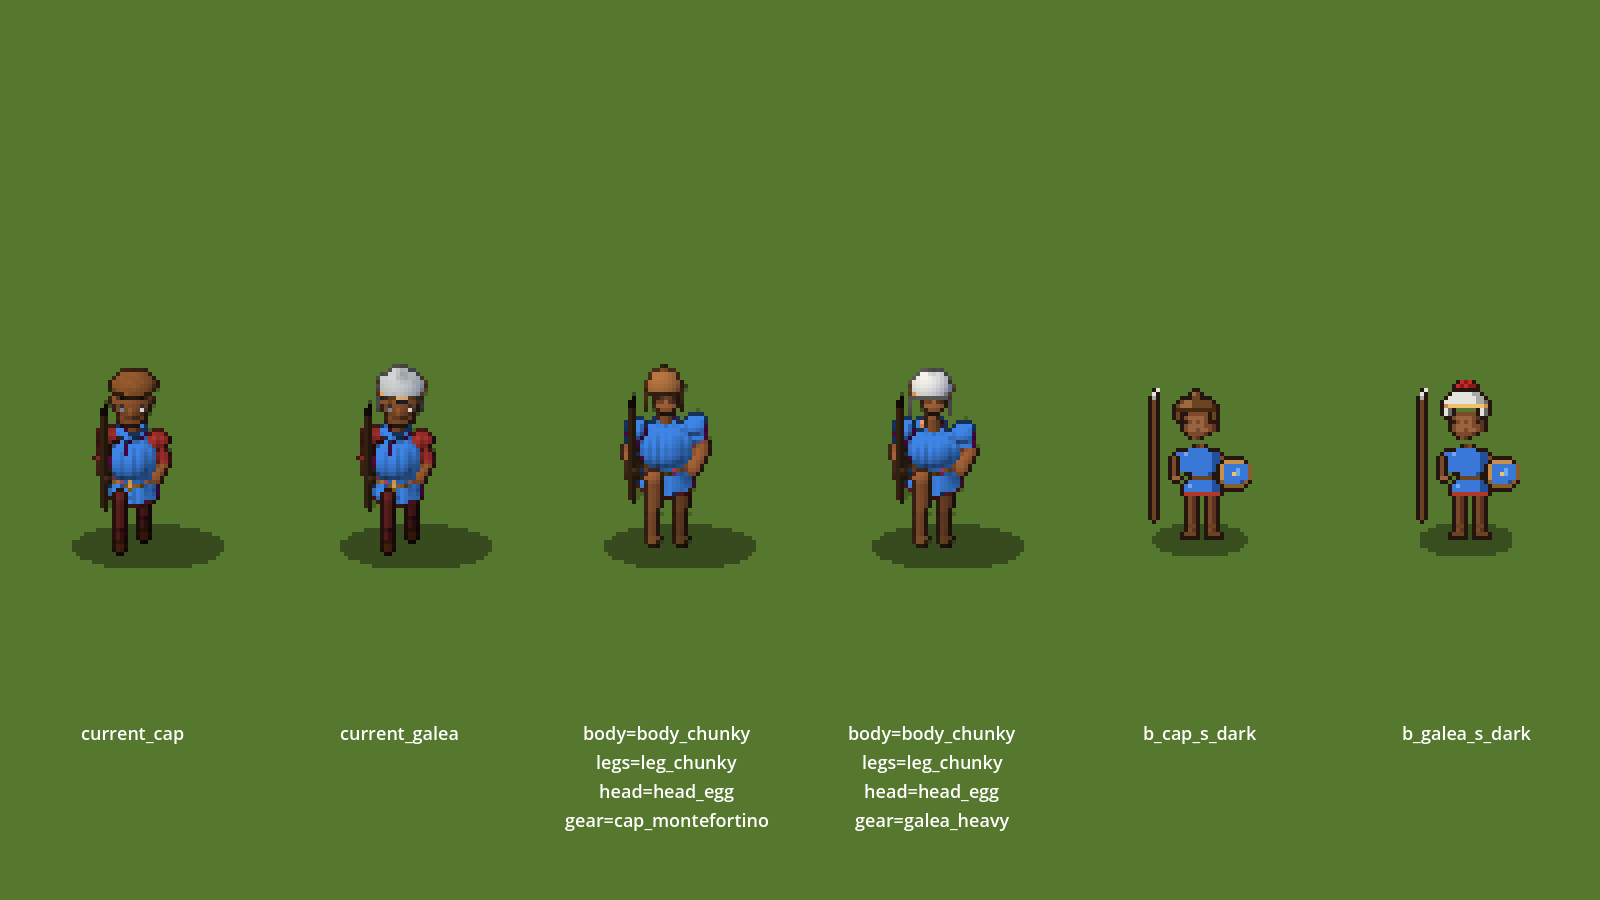 current_cap
current_galea
body=body_chunky
legs=leg_chunky
head=head_egg
gear=cap_montefortino
body=body_chunky
legs=leg_chunky
head=head_egg
gear=galea_heavy
b_cap_s_dark
b_galea_s_dark